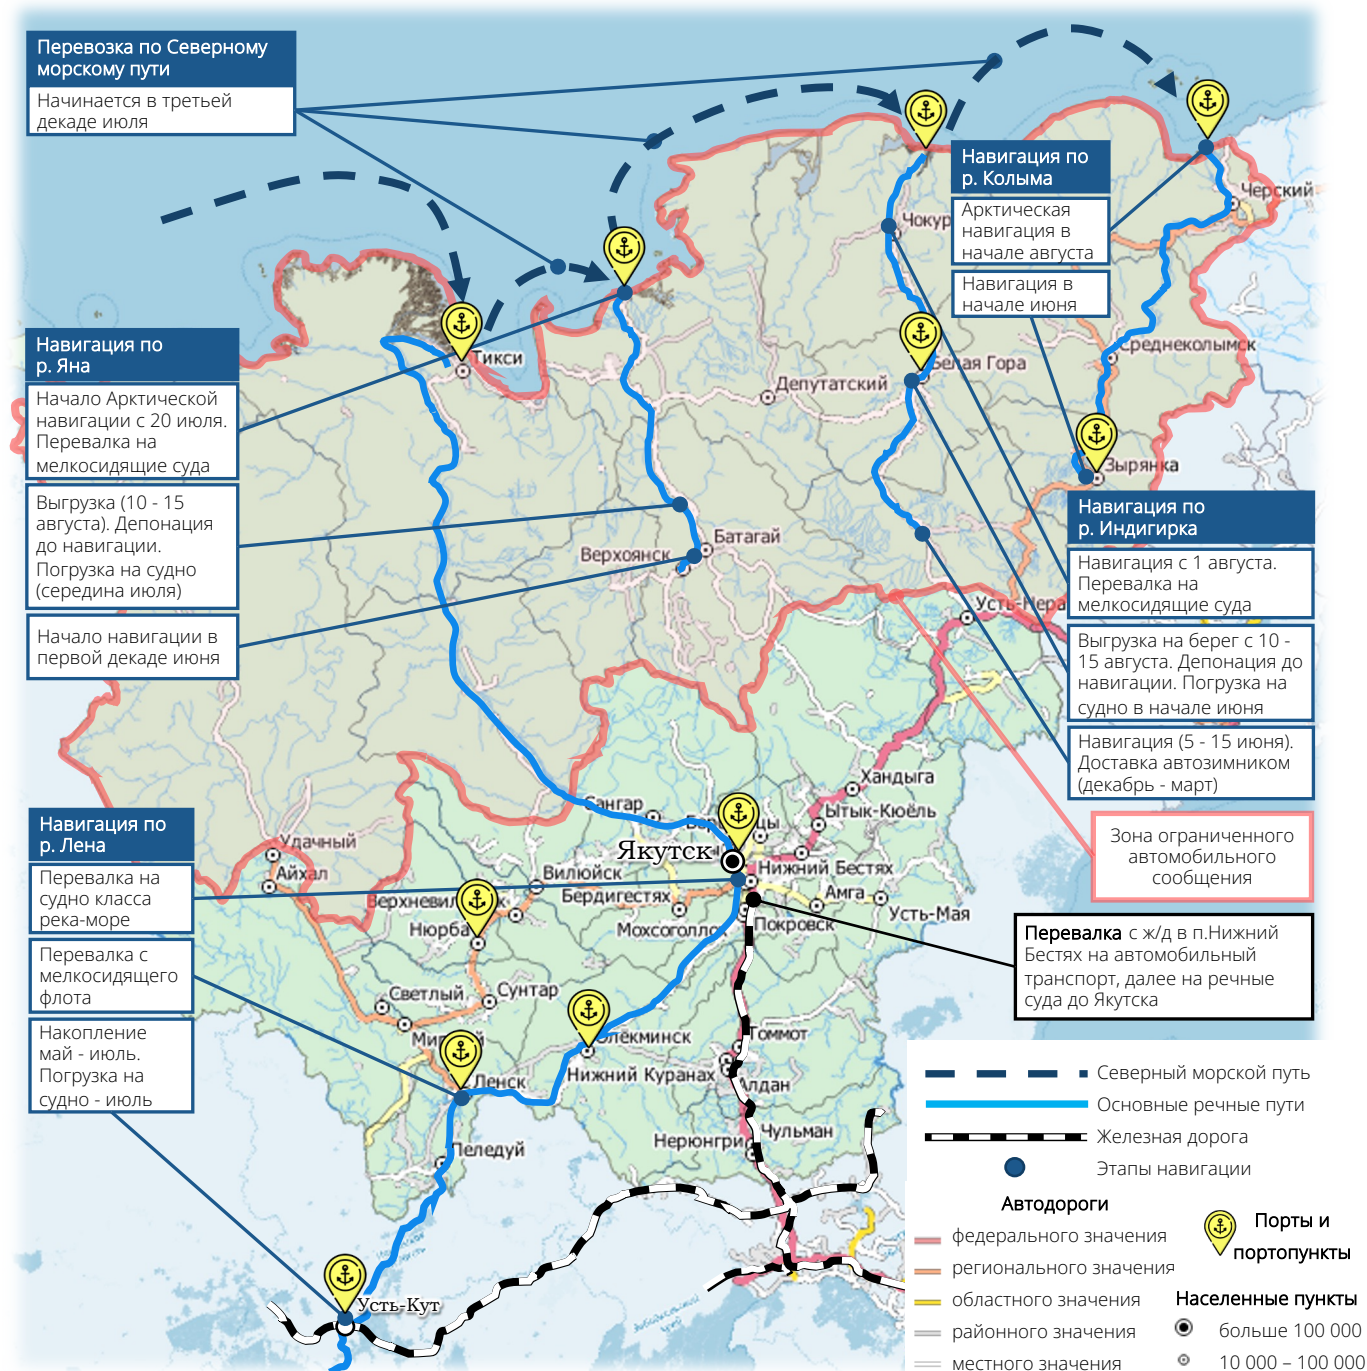 Перевозка по Северному
морскому пути
Начинается в третьей
декаде июля
Навигация по
р. Колыма
Арктическая
навигация в
начале августа
Навигация в
начале июня
Черский
Чокур
Навигация по
р. Яна
Начало Арктической
навигации с 20 июля.
Перевалка на
мелкосидящие суда
Выгрузка (10 - 15
августа). Депонация
до навигации.
Погрузка на судно
(середина июля)
Начало навигации в
первой декаде июня
Тикси
Депутатский
Белая Гора
Среднеколымск
Зырянка
Верхоянск
Батагай
Усть-Нера
Навигация по
р. Индигирка
Навигация с 1 августа.
Перевалка на
мелкосидящие суда
Выгрузка на берег с 10 -
15 августа. Депонация до
навигации. Погрузка на
судно в начале июня
Навигация (5 - 15 июня).
Доставка автозимником
(декабрь - март)
Зона ограниченного
автомобильного
сообщения
Перевалка с ж/д в п.Нижний
Бестях на автомобильный
транспорт, далее на речные
суда до Якутска
Навигация по
р. Лена
Перевалка на
судно класса
река-море
Перевалка с
мелкосидящего
флота
Накопление
май - июль.
Погрузка на
судно - июль
Хандыга
Сангар
Ытык-Кюёль
Якутск
Удачный
Айхал
Вилюйск
Нижний Бестях
Бердигестях
Амга
Усть-Мая
Нюрба
Мохсоголлох
Покровск
Светлый
Сунтар
Олёкминск
Томмот
Ленск
Нижний Куранах
Алдан
Пеледуй
Нерюнгри
Чульман
Усть-Кут
Северный морской путь
Основные речные пути
Железная дорога
Этапы навигации
Автодороги
федерального значения
регионального значения
областного значения
районного значения
местного значения
Порты и
портопункты
Населенные пункты
больше 100 000
10 000 – 100 000